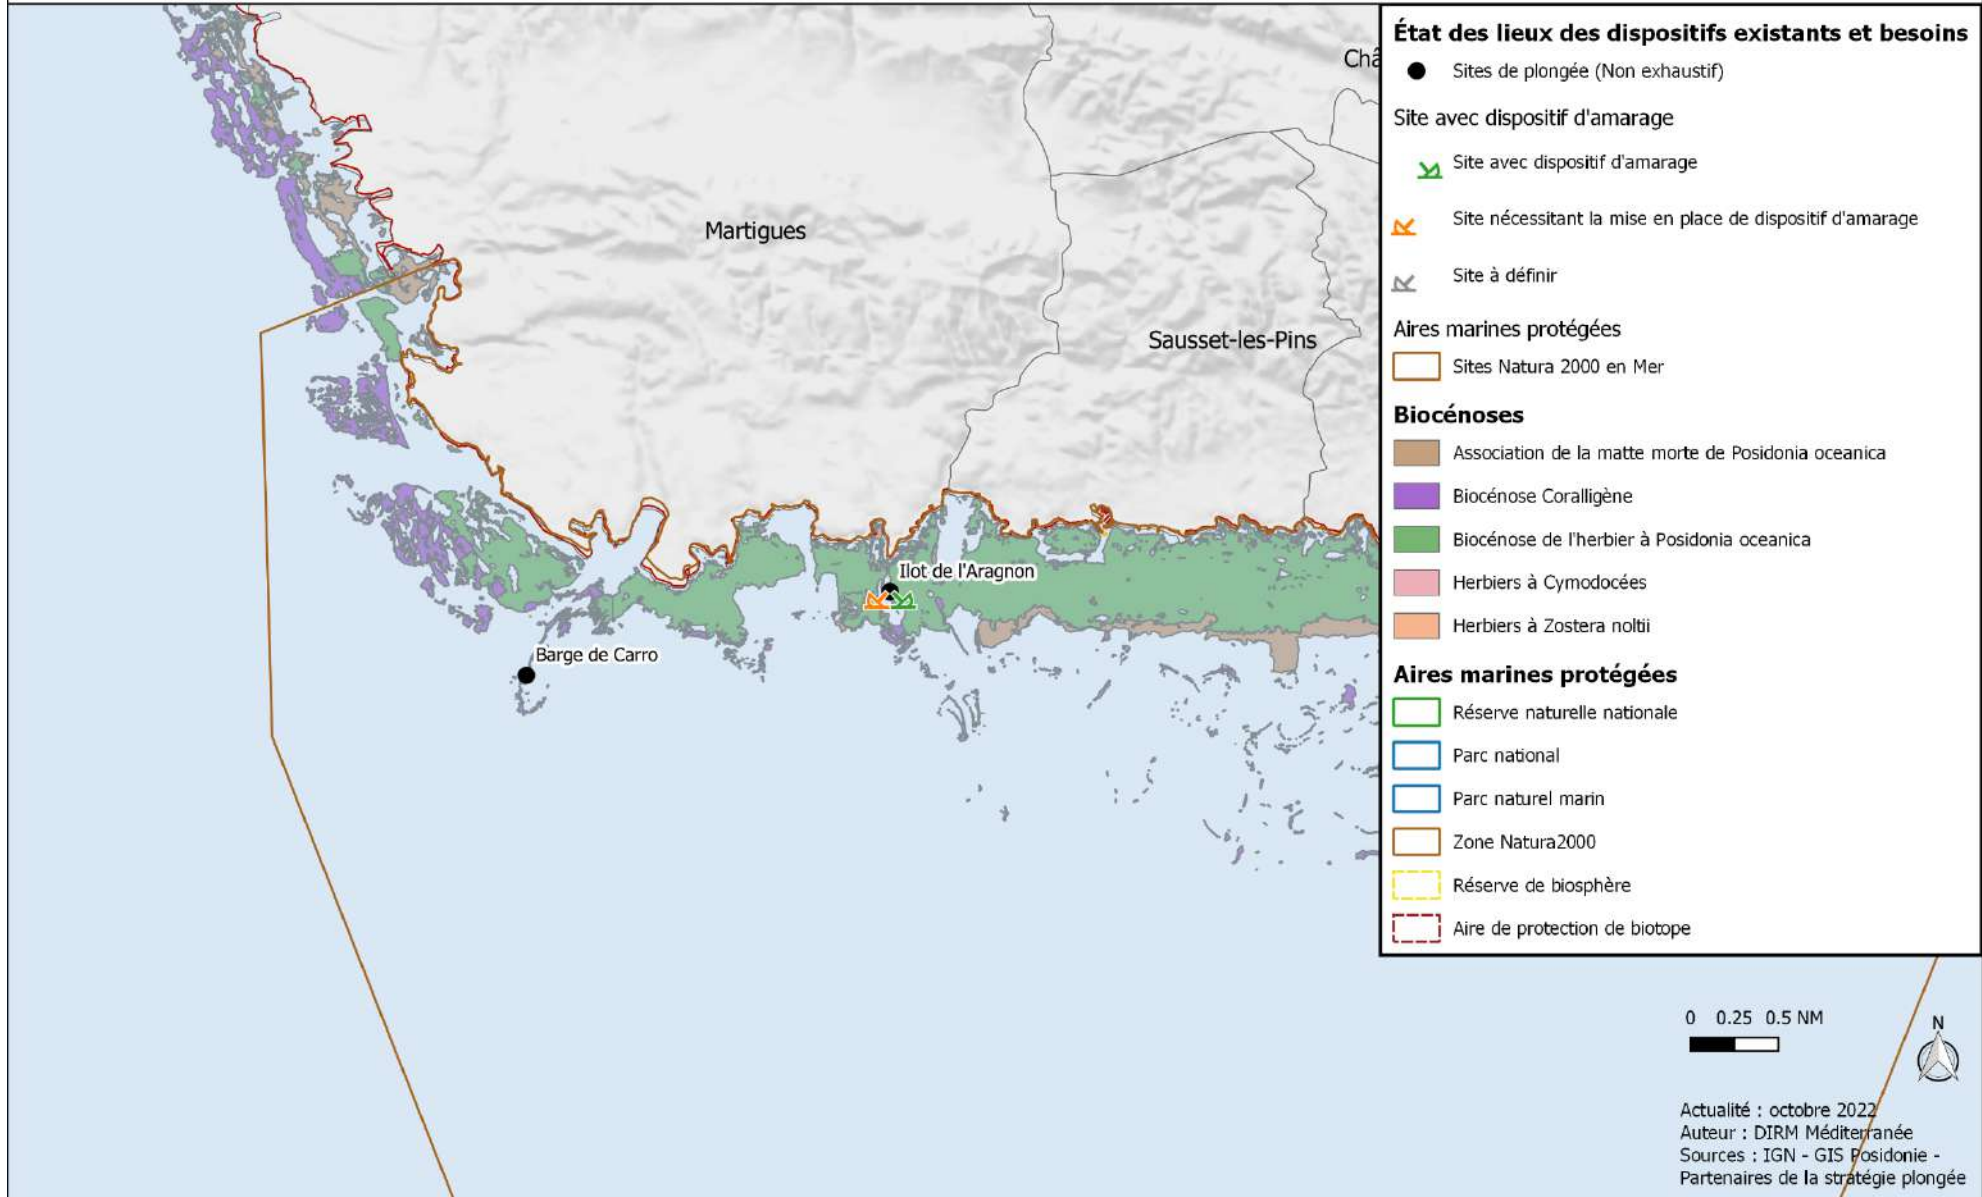 Châ
Martigues
Sausset-les-Pins
Ilot de l'Aragnon
Barge de Carro
État des lieux des dispositifs existants et besoins
Sites de plongée (Non exhaustif)
Site avec dispositif d'amarage
Site avec dispositif d'amarage
Site nécessitant la mise en place de dispositif d'amarage
Site à définir
Aires marines protégées
Sites Natura 2000 en Mer
Biocénoses
Association de la matte morte de Posidonia oceanica
Biocénose Coralligène
Biocénose de l'herbier à Posidonia oceanica
Herbiers à Cymodocées
Herbiers à Zostera noltii
Aires marines protégées
Réserve naturelle nationale
Parc national
Parc naturel marin
Zone Natura2000
Réserve de biosphère
Aire de protection de biotope
0 0.25 0.5 NM
N
Actualité : octobre 2022
Auteur : DIRM Méditerranée
Sources : IGN - GIS Posidonie -
Partenaires de la stratégie plongée